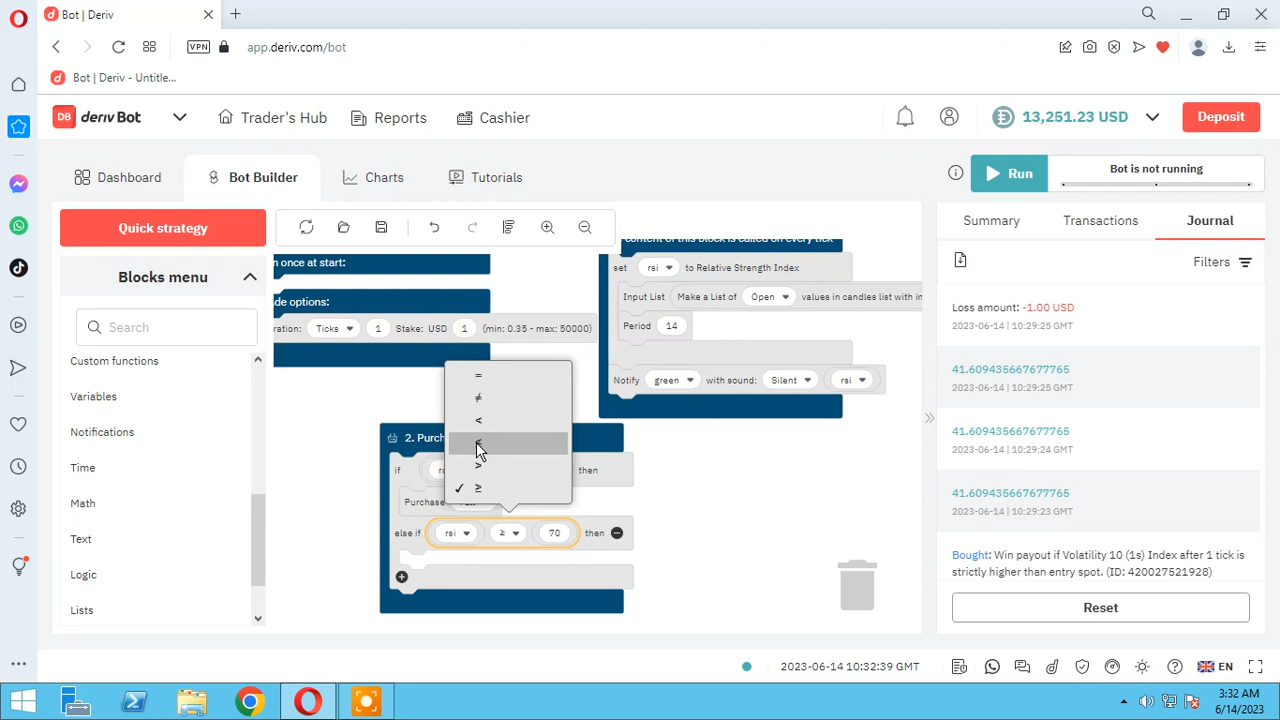 Bot | Deriv
VPN
app.deriv.com/bot
Bot | Deriv - Untitle...
DB deriv Bot
Trader's Hub
Reports
Cashier
13,251.23 USD
Deposit
Dashboard
Bot Builder
Charts
Tutorials
Run
Bot is not running
Quick strategy
Summary
Transactions
Journal
Blocks menu
Filters
Search
Custom functions
Variables
Notifications
Time
Math
Text
Logic
Lists
n once at start:
de options:
ration: Ticks 1 Stake: USD 1 (min: 0.35 - max: 50000)
content of this block is called on every tick
set rsi to Relative Strength Index
Input List Make a List of Open values in candles list with in
Period 14
Notify green with sound: Silent rsi
=
≠
<
>
✓ ≥
2. Purch
if then
Purchase
else if rsi ≥ 70 then
Loss amount: -1.00 USD
2023-06-14 | 10:29:25 GMT
41.609435667677765
2023-06-14 | 10:29:25 GMT
41.609435667677765
2023-06-14 | 10:29:24 GMT
41.609435667677765
2023-06-14 | 10:29:24 GMT
Bought: Win payout if Volatility 10 (1s) Index after 1 tick is
strictly higher than entry spot. (ID: 420027521928)
Reset
2023-06-14 10:32:39 GMT
EN
3:32 AM
6/14/2023